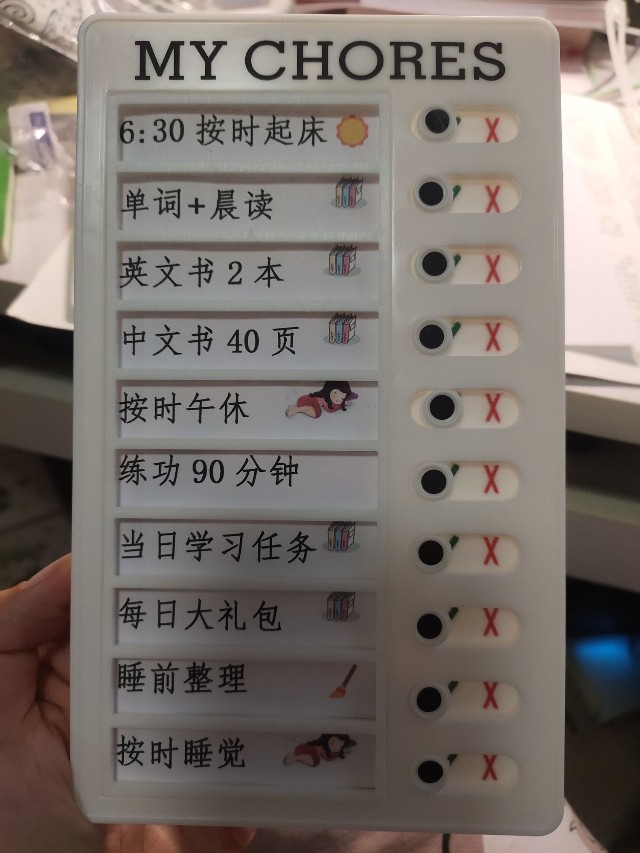 MY CHORES
6:30 按时起床
X
单词+晨读
X
英文书 2 本
X
中文书 40 页
X
按时午休
X
练功 90 分钟
X
当日学习任务
X
每日大礼包
X
睡前整理
X
按时睡觉
X